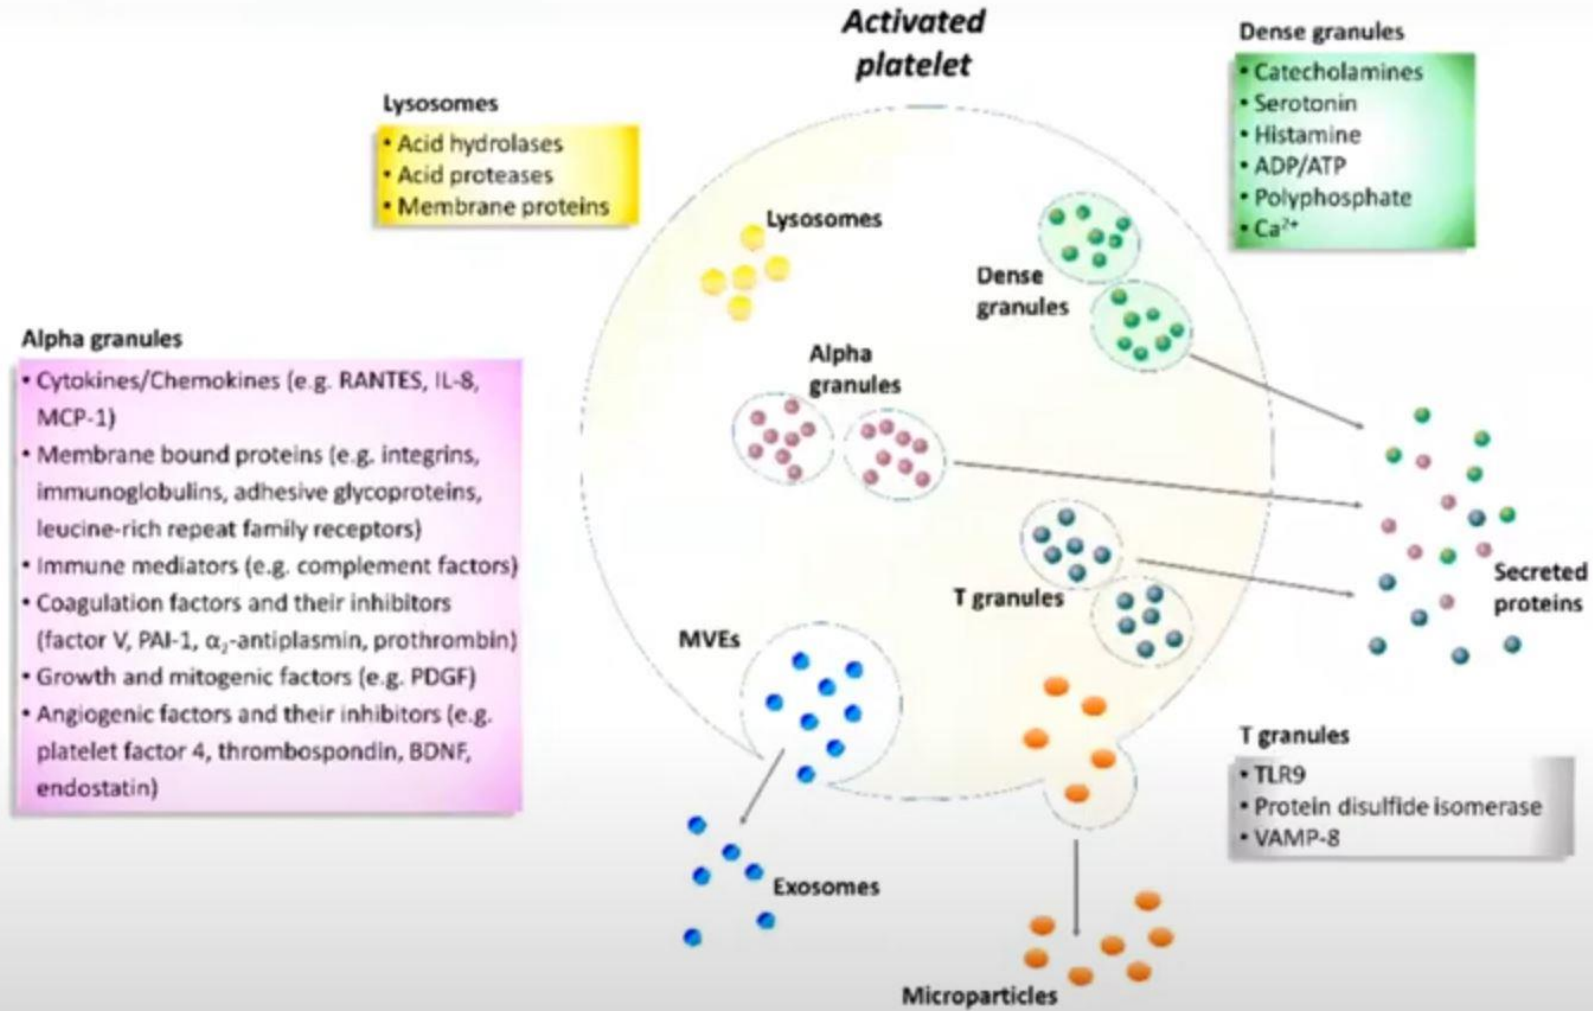 Activated
platelet
Lysosomes
• Acid hydrolases
• Acid proteases
• Membrane proteins
Dense granules
• Catecholamines
• Serotonin
• Histamine
• ADP/ATP
• Polyphosphate
• Ca²⁺
Alpha granules
• Cytokines/Chemokines (e.g. RANTES, IL-8,
MCP-1)
• Membrane bound proteins (e.g. integrins,
immunoglobulins, adhesive glycoproteins,
leucine-rich repeat family receptors)
• Immune mediators (e.g. complement factors)
• Coagulation factors and their inhibitors
(factor V, PAI-1, α₂-antiplasmin, prothrombin)
• Growth and mitogenic factors (e.g. PDGF)
• Angiogenic factors and their inhibitors (e.g.
platelet factor 4, thrombospondin, BDNF,
endostatin)
Lysosomes
Dense
granules
Alpha
granules
T granules
MVEs
Secreted
proteins
T granules
• TLR9
• Protein disulfide isomerase
• VAMP-8
Exosomes
Microparticles